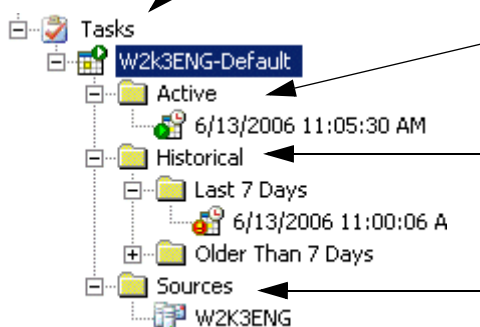 Tasks
W2k3ENG-Default
Active
6/13/2006 11:05:30 AM
Historical
Last 7 Days
6/13/2006 11:00:06 A
Older Than 7 Days
Sources
W2K3ENG